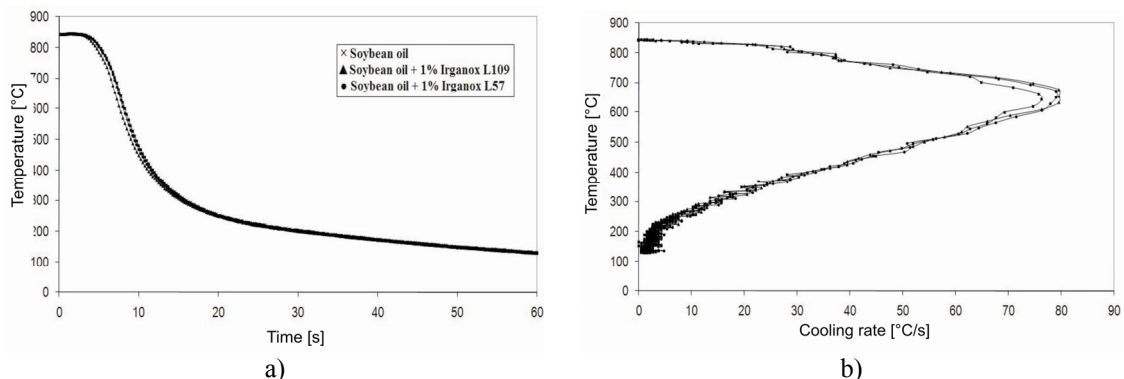 900
800
700
600
500
400
300
200
100
0
Temperature [°C]
× Soybean oil
▲ Soybean oil + 1% Irganox L109
● Soybean oil + 1% Irganox L57
0 10 20 30 40 50 60
Time [s]
a)
900
800
700
600
500
400
300
200
100
0
Temperature [°C]
0 10 20 30 40 50 60 70 80 90
Cooling rate [°C/s]
b)